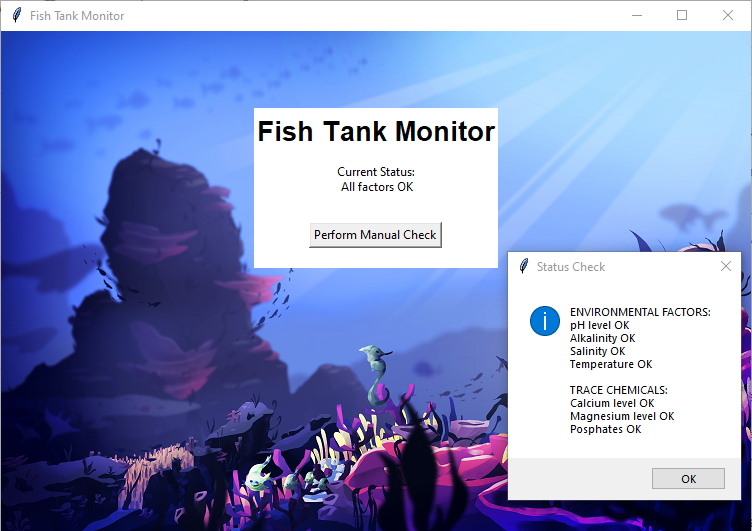 Fish Tank Monitor
Fish Tank Monitor
Current Status:
All factors OK
Perform Manual Check
Status Check
ENVIRONMENTAL FACTORS:
pH level OK
Alkalinity OK
Salinity OK
Temperature OK
TRACE CHEMICALS:
Calcium level OK
Magnesium level OK
Posphates OK
OK